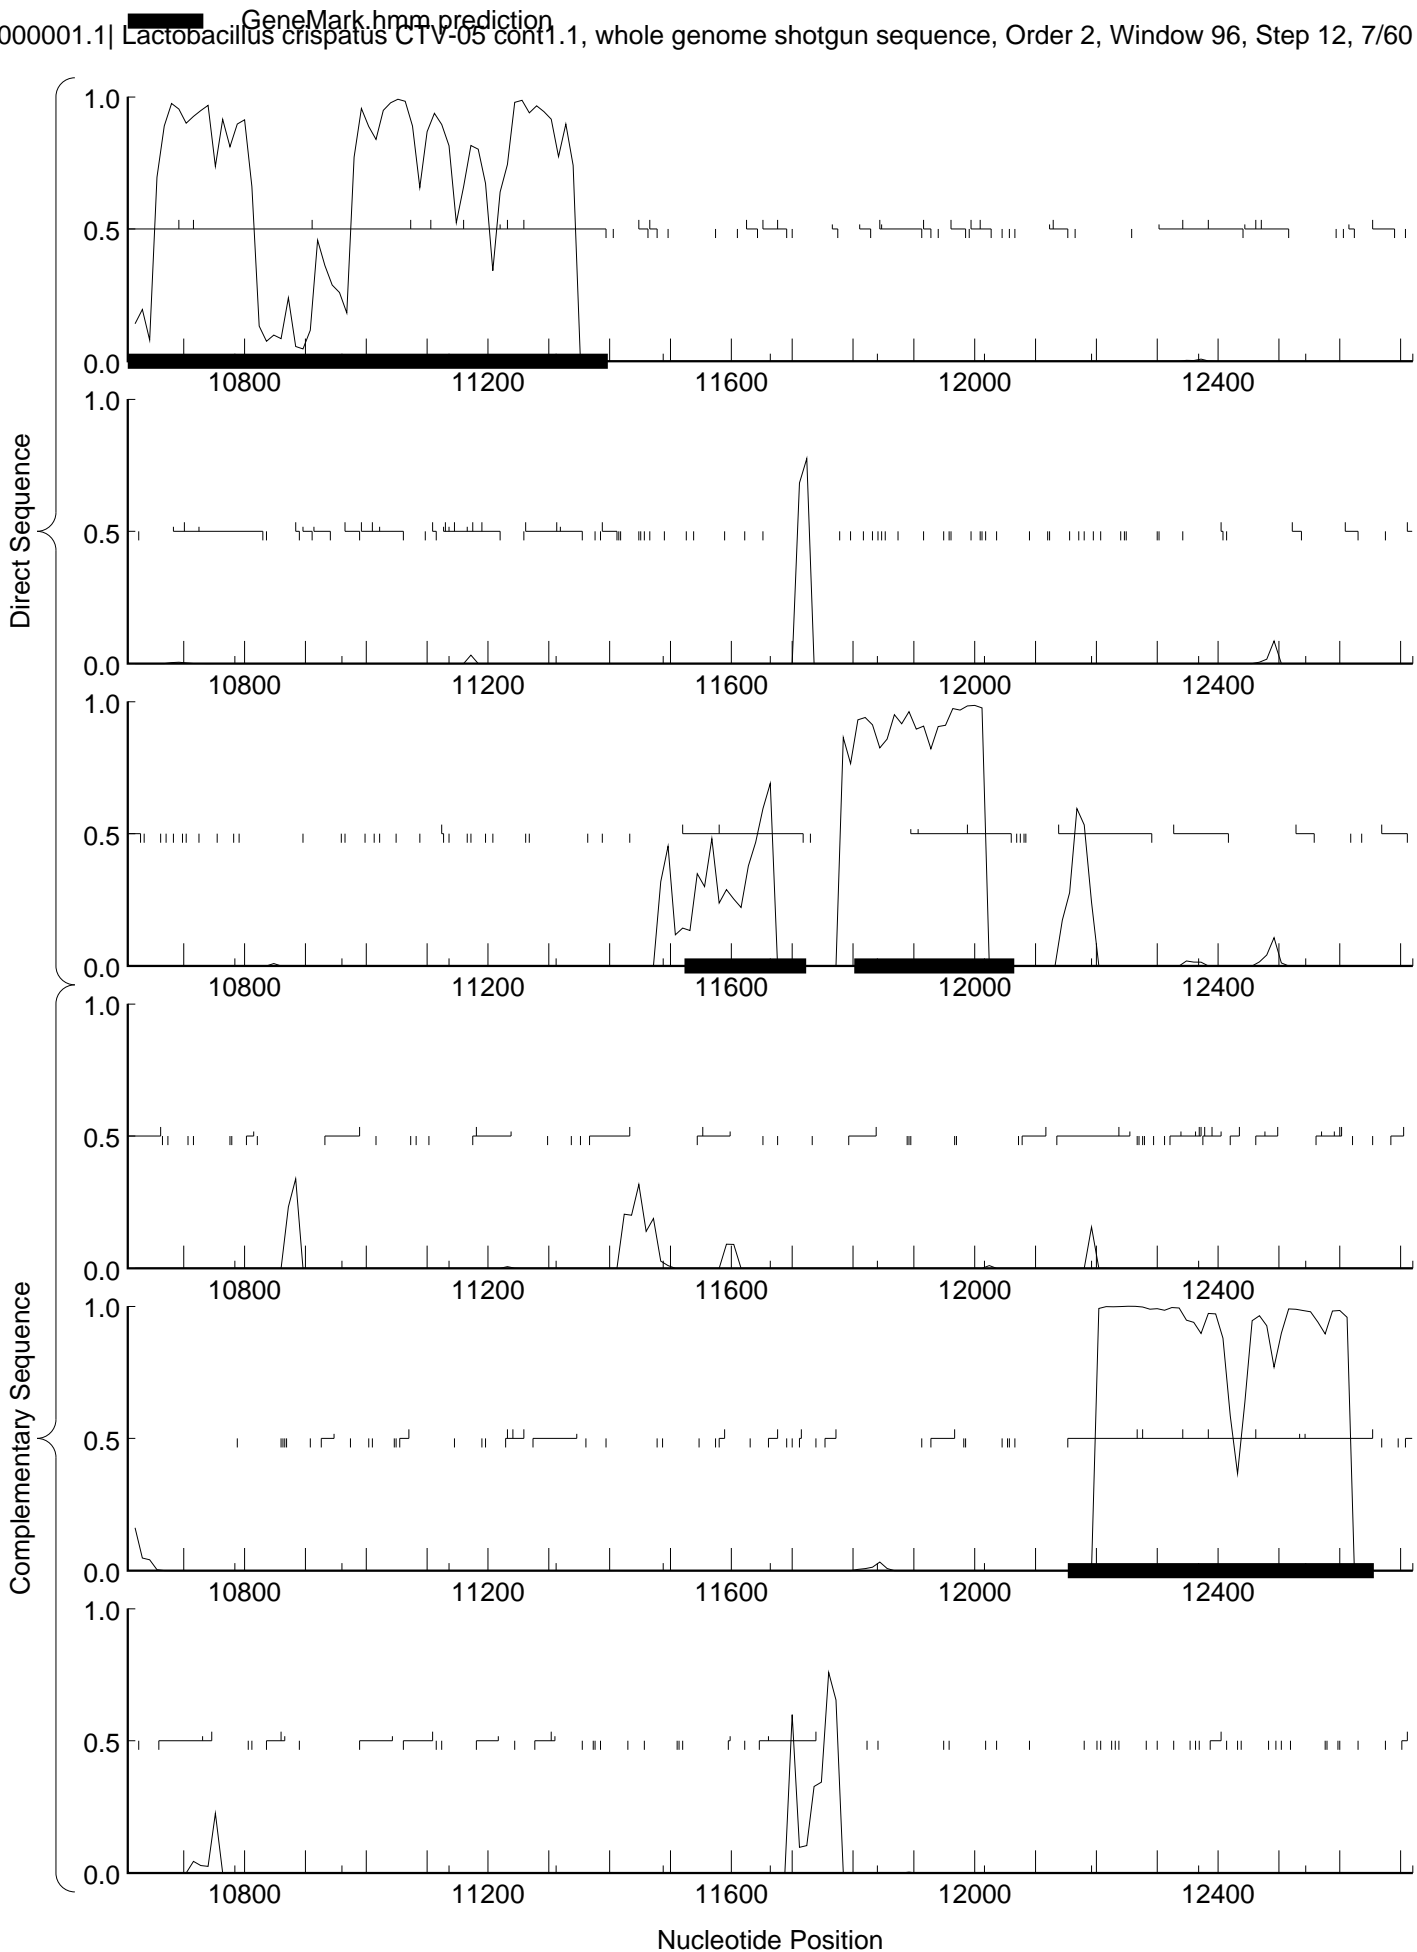 GeneMark.hmm prediction
000001.1| Lactobacillus crispatus CTV-05 cont1.1, whole genome shotgun sequence, Order 2, Window 96, Step 12, 7/60
Direct Sequence
1.0
0.5
0.0
10800 11200 11600 12000 12400
1.0
0.5
0.0
10800 11200 11600 12000 12400
1.0
0.5
0.0
10800 11200 11600 12000 12400
Complementary Sequence
1.0
0.5
0.0
10800 11200 11600 12000 12400
1.0
0.5
0.0
10800 11200 11600 12000 12400
1.0
0.5
0.0
10800 11200 11600 12000 12400
Nucleotide Position